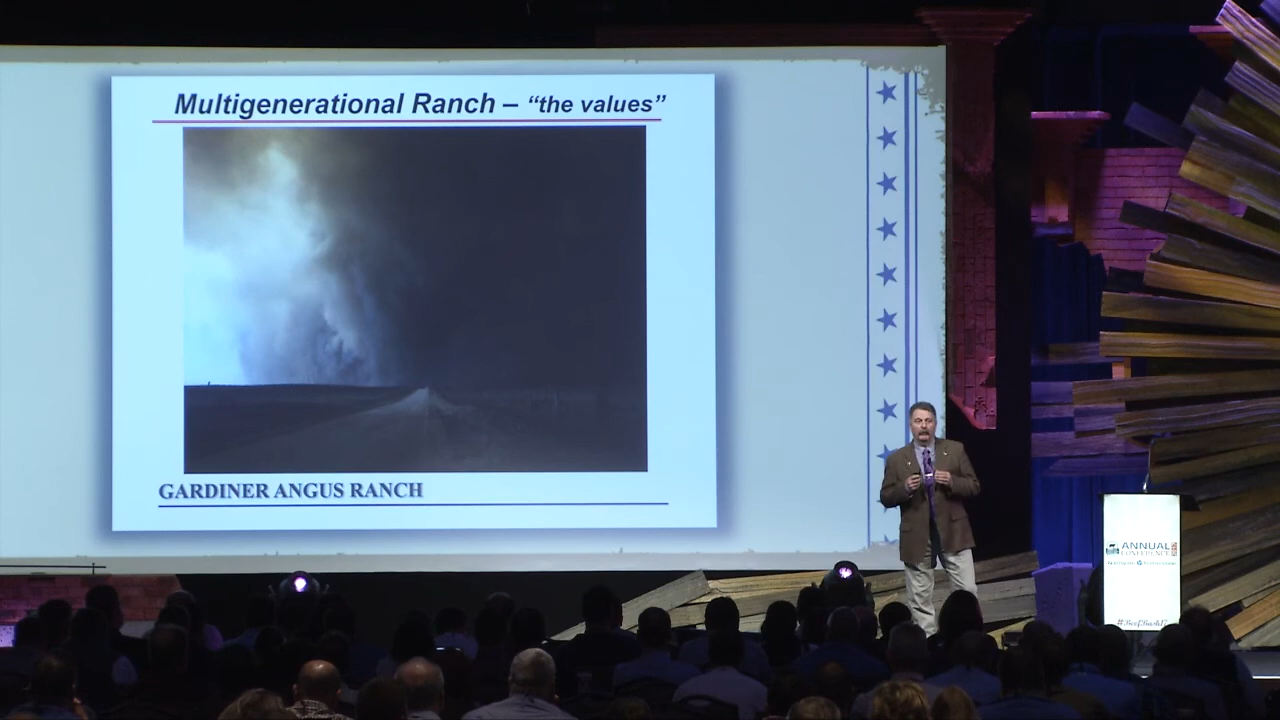 Multigenerational Ranch – “the values”
GARDINER ANGUS RANCH
ANNUAL
CONFERENCE